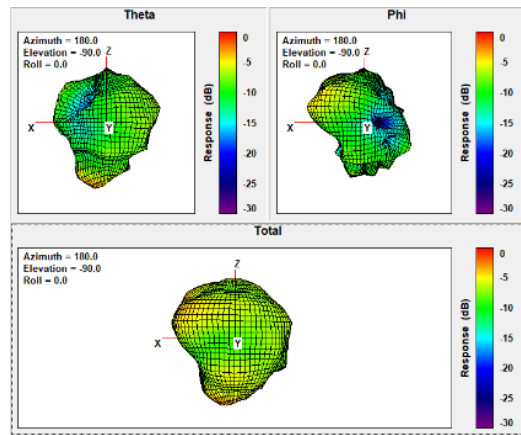 Theta
Azimuth = 180.0
Elevation = -90.0
Roll = 0.0
Z
X
Y
0
-5
-10
-15
-20
-25
-30
Response (dB)
Phi
Azimuth = 180.0
Elevation = -90.0
Roll = 0.0
Z
X
Y
0
-5
-10
-15
-20
-25
-30
Response (dB)
Total
Azimuth = 180.0
Elevation = -90.0
Roll = 0.0
Z
X
Y
0
-5
-10
-15
-20
-25
-30
Response (dB)